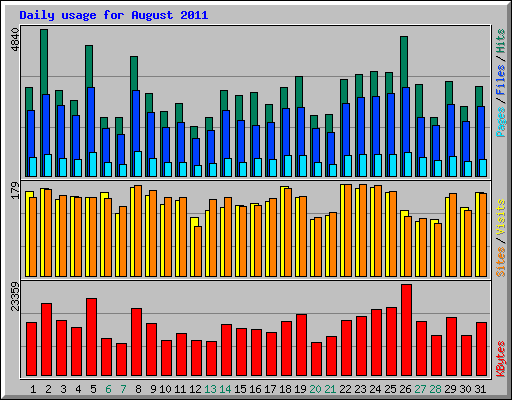 Daily usage for August 2011
4840
Pages / Files / Hits
179
Sites / Visits
23359
KBytes
1 2 3 4 5 6 7 8 9 10 11 12 13 14 15 16 17 18 19 20 21 22 23 24 25 26 27 28 29 30 31